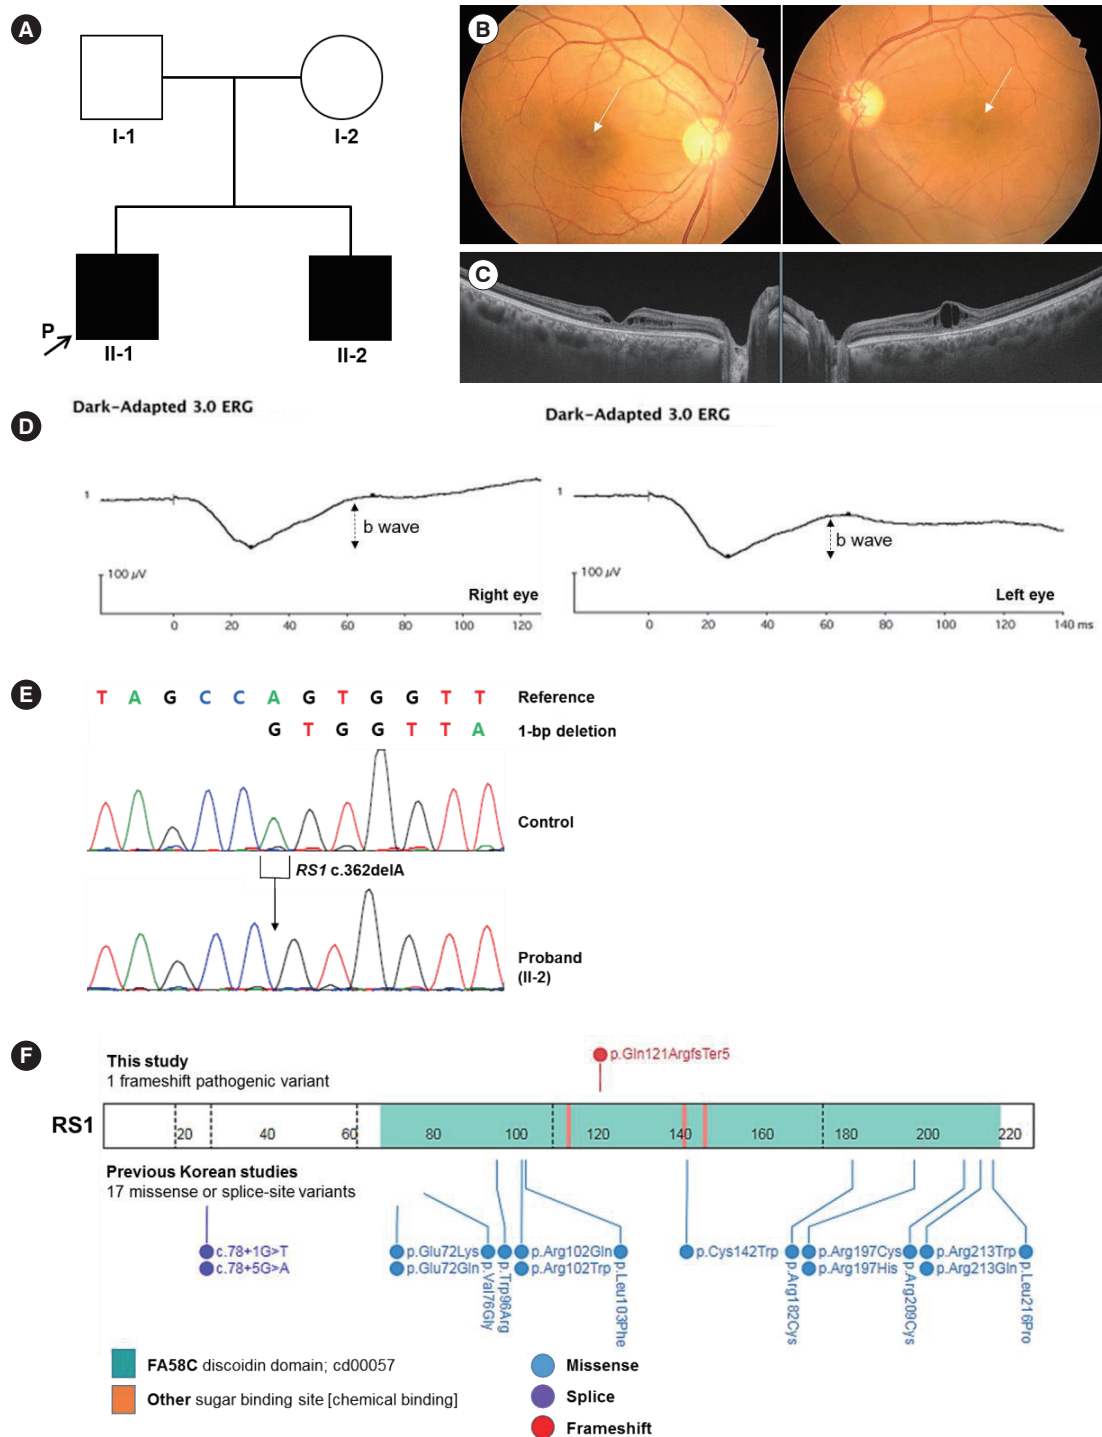 A
I-1
I-2
P
II-1
II-2
B
C
D
Dark-Adapted 3.0 ERG
1
b wave
100 µV
Right eye
0 20 40 60 80 100 120
Dark-Adapted 3.0 ERG
1
b wave
100 µV
Left eye
0 20 40 60 80 100 120 140 ms
E
T A G C C A G T G G T T Reference
G T G G T T A 1-bp deletion
Control
RS1 c.362delA
Proband
(II-2)
F
This study
1 frameshift pathogenic variant
p.Gln121ArgfsTer5
RS1
20 40 60 80 100 120 140 160 180 200 220
Previous Korean studies
17 missense or splice-site variants
c.78+1G>T
c.78+5G>A
p.Glu72Lys
p.Glu72Gln
p.Val76Gly
p.Trp96Arg
p.Arg102Gln
p.Arg102Trp
p.Leu103Phe
p.Cys142Trp
p.Arg182Cys
p.Arg197Cys
p.Arg197His
p.Arg209Cys
p.Arg213Trp
p.Arg213Gln
p.Leu216Pro
FA58C discoidin domain; cd00057
Other sugar binding site [chemical binding]
Missense
Splice
Frameshift